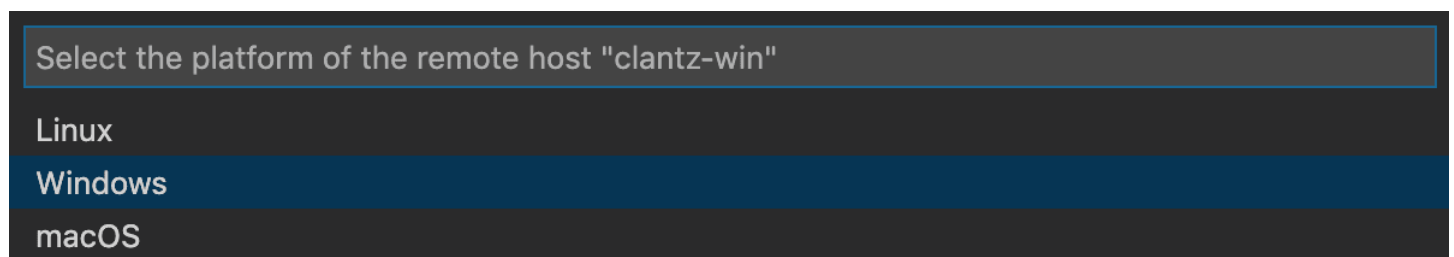 Select the platform of the remote host "clantz-win"
Linux
Windows
macOS